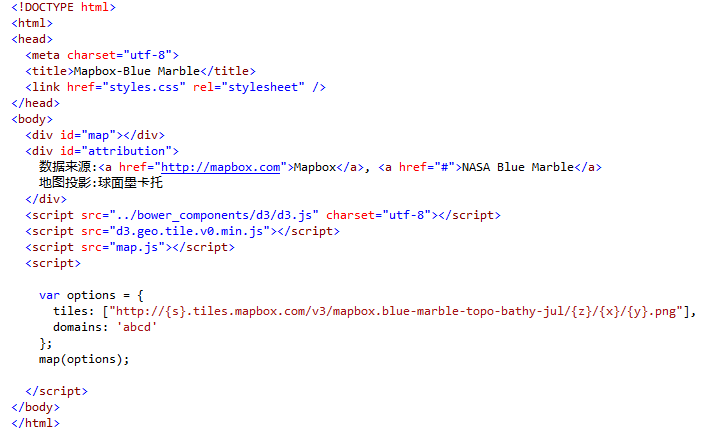 <!DOCTYPE html>
<html>
<head>
  <meta charset="utf-8">
  <title>Mapbox-Blue Marble</title>
  <link href="styles.css" rel="stylesheet" />
</head>
<body>
  <div id="map"></div>
  <div id="attribution">
    数据来源:<a href="http://mapbox.com">Mapbox</a>, <a href="#">NASA Blue Marble</a>
    地图投影:球面墨卡托
  </div>
  <script src="../bower_components/d3/d3.js" charset="utf-8"></script>
  <script src="d3.geo.tile.v0.min.js"></script>
  <script src="map.js"></script>
  <script>

    var options = {
      tiles: ["http://{s}.tiles.mapbox.com/v3/mapbox.blue-marble-topo-bathy-jul/{z}/{x}/{y}.png"],
      domains: 'abcd'
    };
    map(options);

  </script>
</body>
</html>